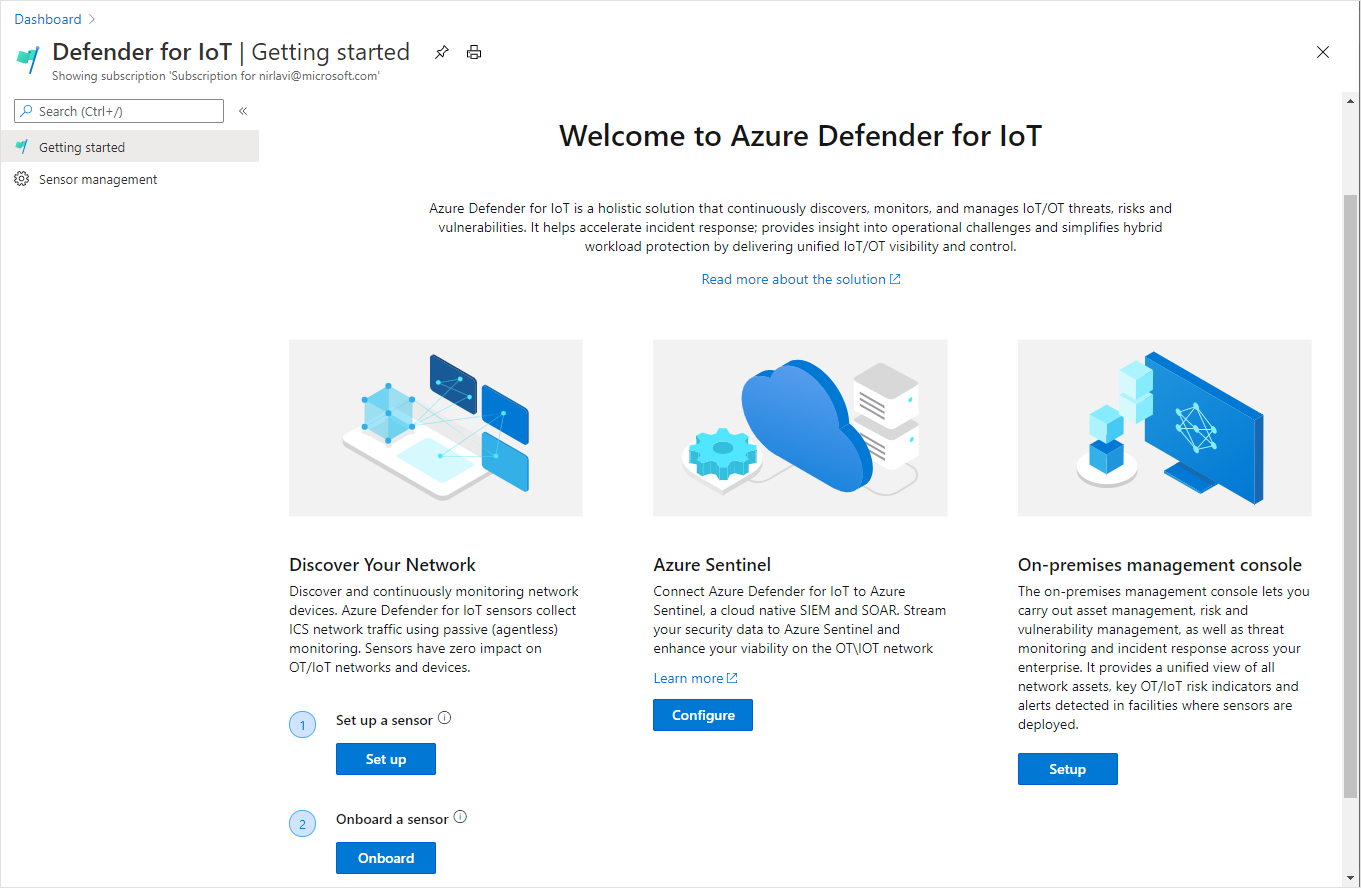 Dashboard
Defender for IoT | Getting started
Showing subscription 'Subscription for nirlavi@microsoft.com'
Search (Ctrl+/)
«
Getting started
Sensor management
Welcome to Azure Defender for IoT
Azure Defender for IoT is a holistic solution that continuously discovers, monitors, and manages IoT/OT threats, risks and
vulnerabilities. It helps accelerate incident response; provides insight into operational challenges and simplifies hybrid
workload protection by delivering unified IoT/OT visibility and control.
Read more about the solution
Discover Your Network
Discover and continuously monitoring network
devices. Azure Defender for IoT sensors collect
ICS network traffic using passive (agentless)
monitoring. Sensors have zero impact on
OT/IoT networks and devices.
1 Set up a sensor
Set up
2 Onboard a sensor
Onboard
Azure Sentinel
Connect Azure Defender for IoT to Azure
Sentinel, a cloud native SIEM and SOAR. Stream
your security data to Azure Sentinel and
enhance your viability on the OT\IOT network
Learn more
Configure
On-premises management console
The on-premises management console lets you
carry out asset management, risk and
vulnerability management, as well as threat
monitoring and incident response across your
enterprise. It provides a unified view of all
network assets, key OT/IoT risk indicators and
alerts detected in facilities where sensors are
deployed.
Setup